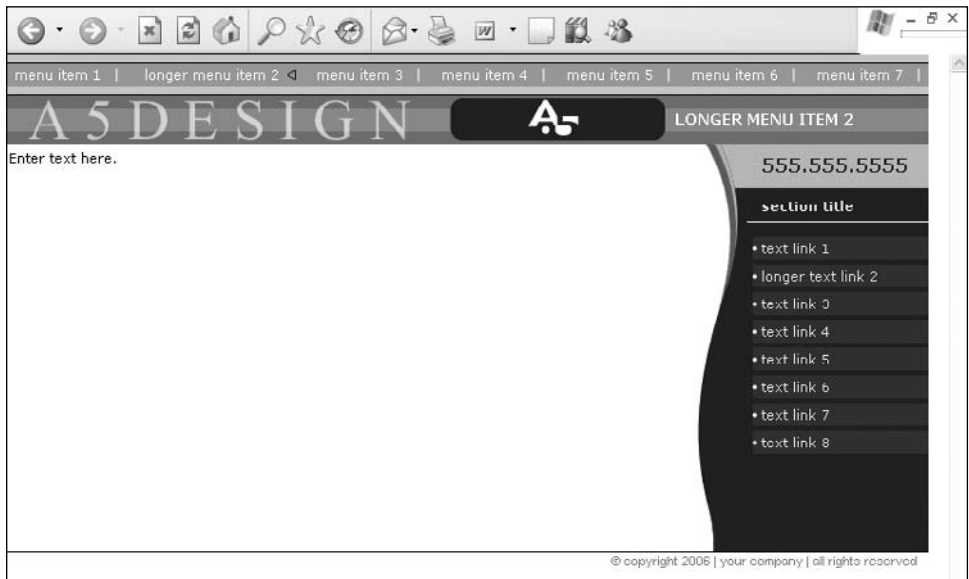 menu item 1 | longer menu item 2 menu item 3 | menu item 4 | menu item 5 | menu item 6 | menu item 7 |
A5DESIGN A5 LONGER MENU ITEM 2
Enter text here.
555.555.5555
section title
• text link 1
• longer text link 2
• text link 3
• text link 4
• text link 5
• text link 6
• text link 7
• text link 8
© copyright 2006 | your company | all rights reserved